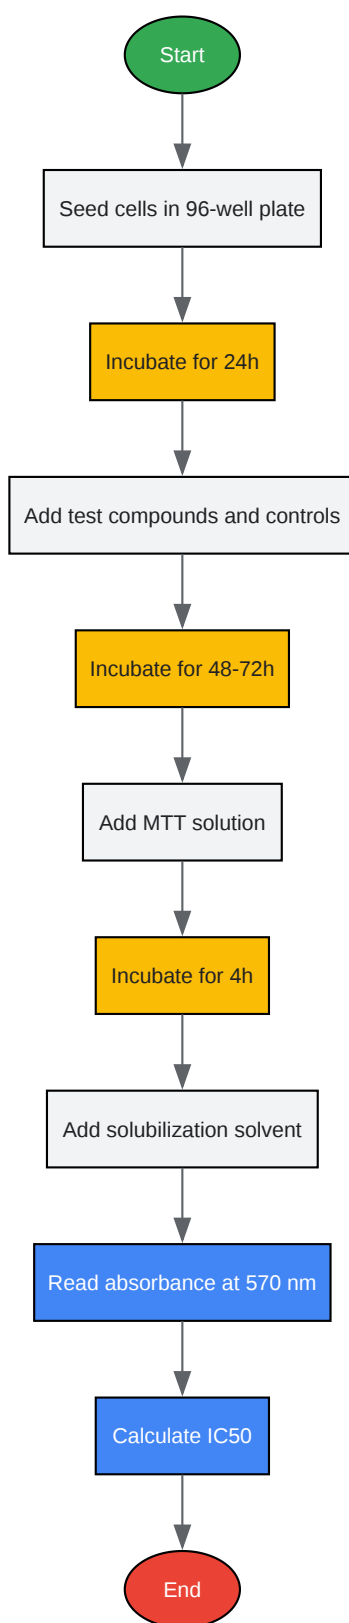 Start
Seed cells in 96-well plate
Incubate for 24h
Add test compounds and controls
Incubate for 48-72h
Add MTT solution
Incubate for 4h
Add solubilization solvent
Read absorbance at 570 nm
Calculate IC50
End